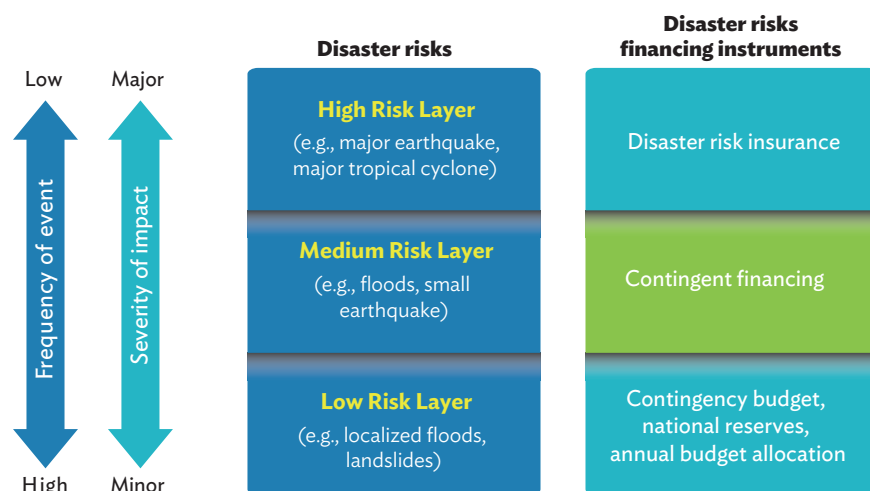 Disaster risks
Disaster risks
financing instruments
Low
Major
Frequency of event
Severity of impact
High
Minor
High Risk Layer
(e.g., major earthquake,
major tropical cyclone)
Disaster risk insurance
Medium Risk Layer
(e.g., floods, small
earthquake)
Contingent financing
Low Risk Layer
(e.g., localized floods,
landslides)
Contingency budget,
national reserves,
annual budget allocation